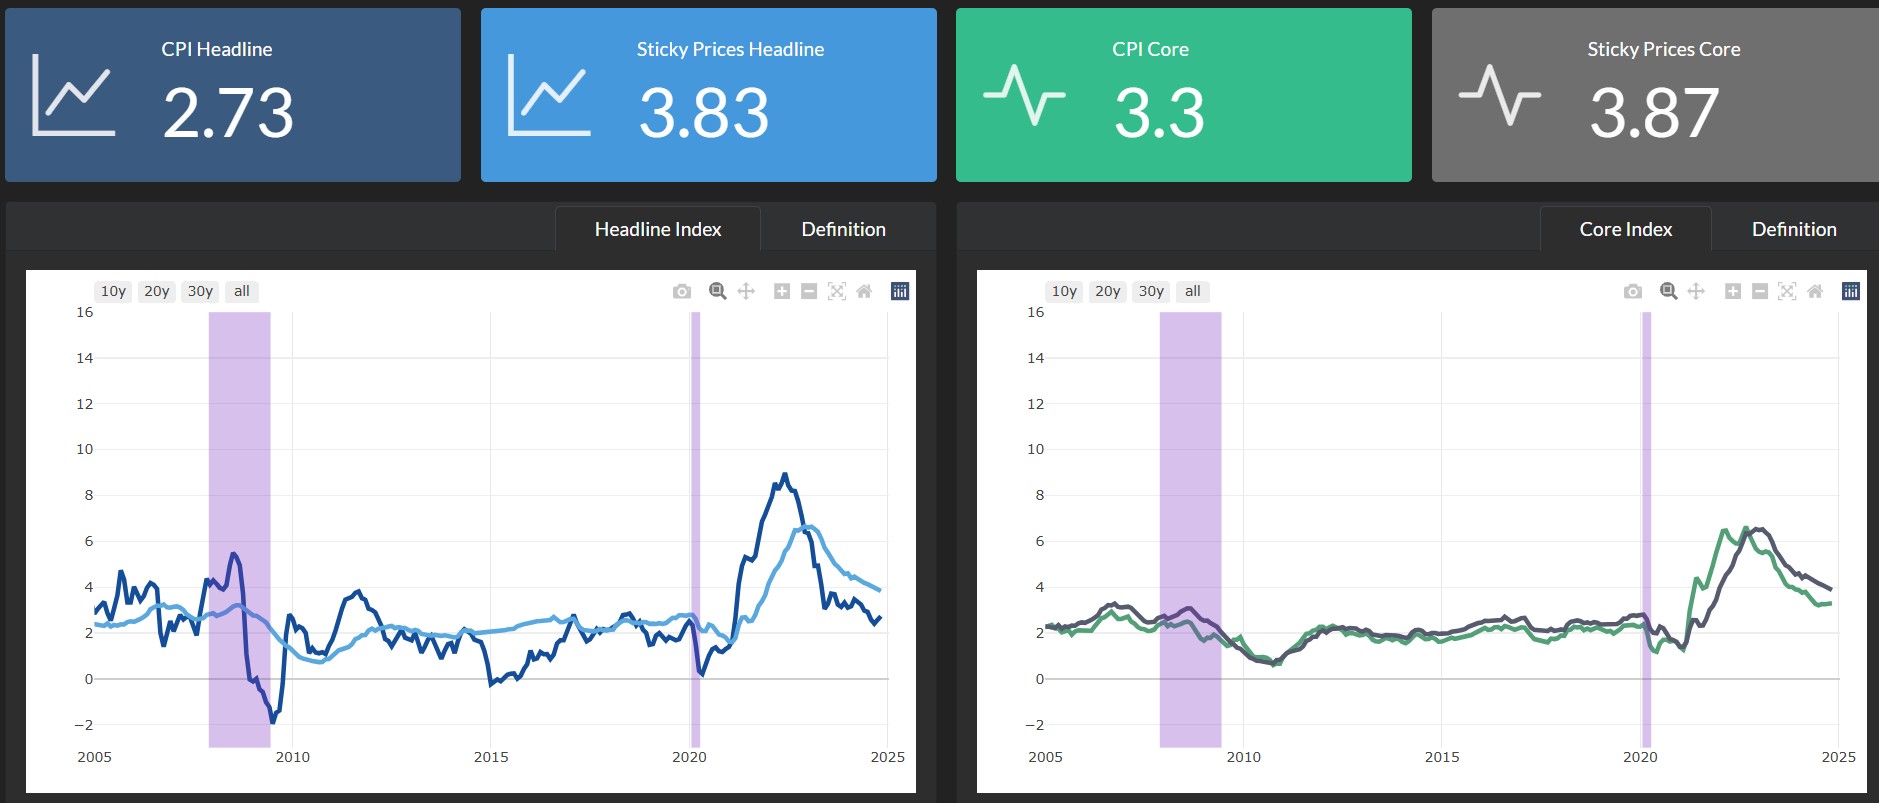 CPI Headline
2.73
Sticky Prices Headline
3.83
CPI Core
3.3
Sticky Prices Core
3.87
Headline Index
Definition
10y 20y 30y all
16
14
12
10
8
6
4
2
0
−2
2005 2010 2015 2020 2025
Core Index
Definition
10y 20y 30y all
16
14
12
10
8
6
4
2
0
−2
2005 2010 2015 2020 2025